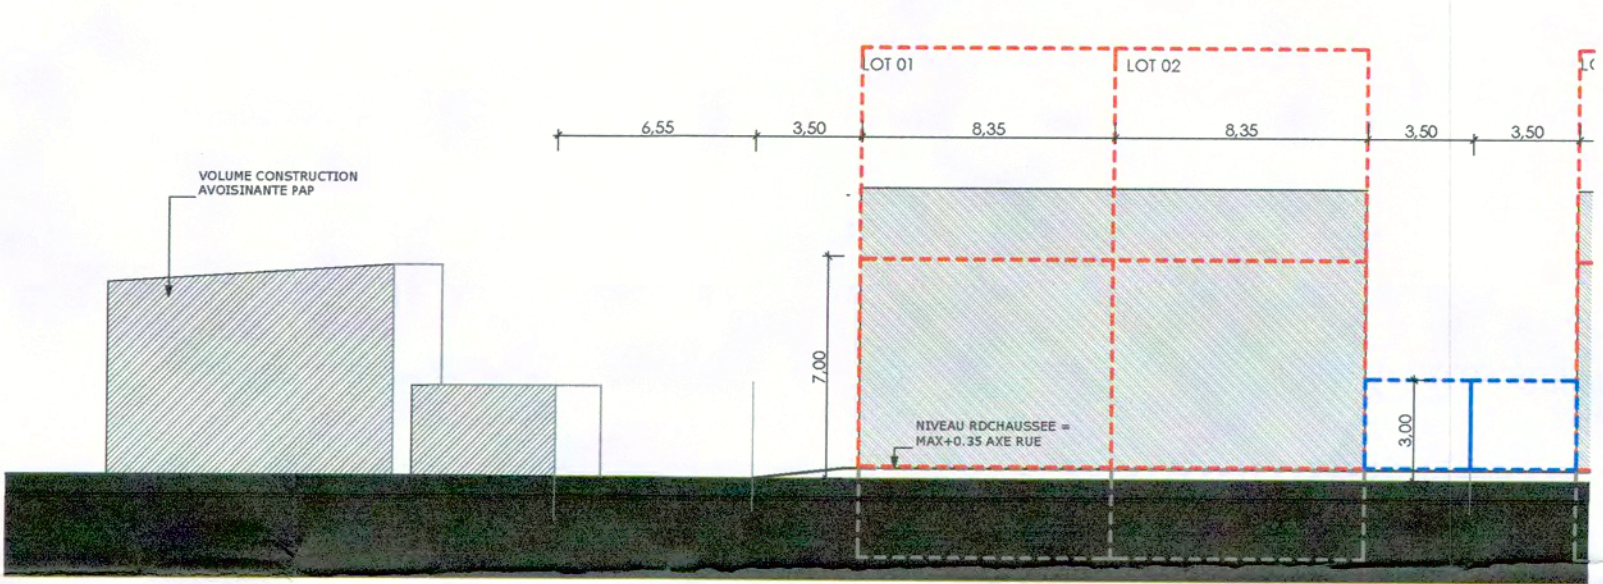 LOT 01
LOT 02
6,55
3,50
8,35
8,35
3,50
3,50
VOLUME CONSTRUCTION
AVOISINANTE PAP
7,00
NIVEAU RDCHAUSSEE =
MAX+0.35 AXE RUE
3,00